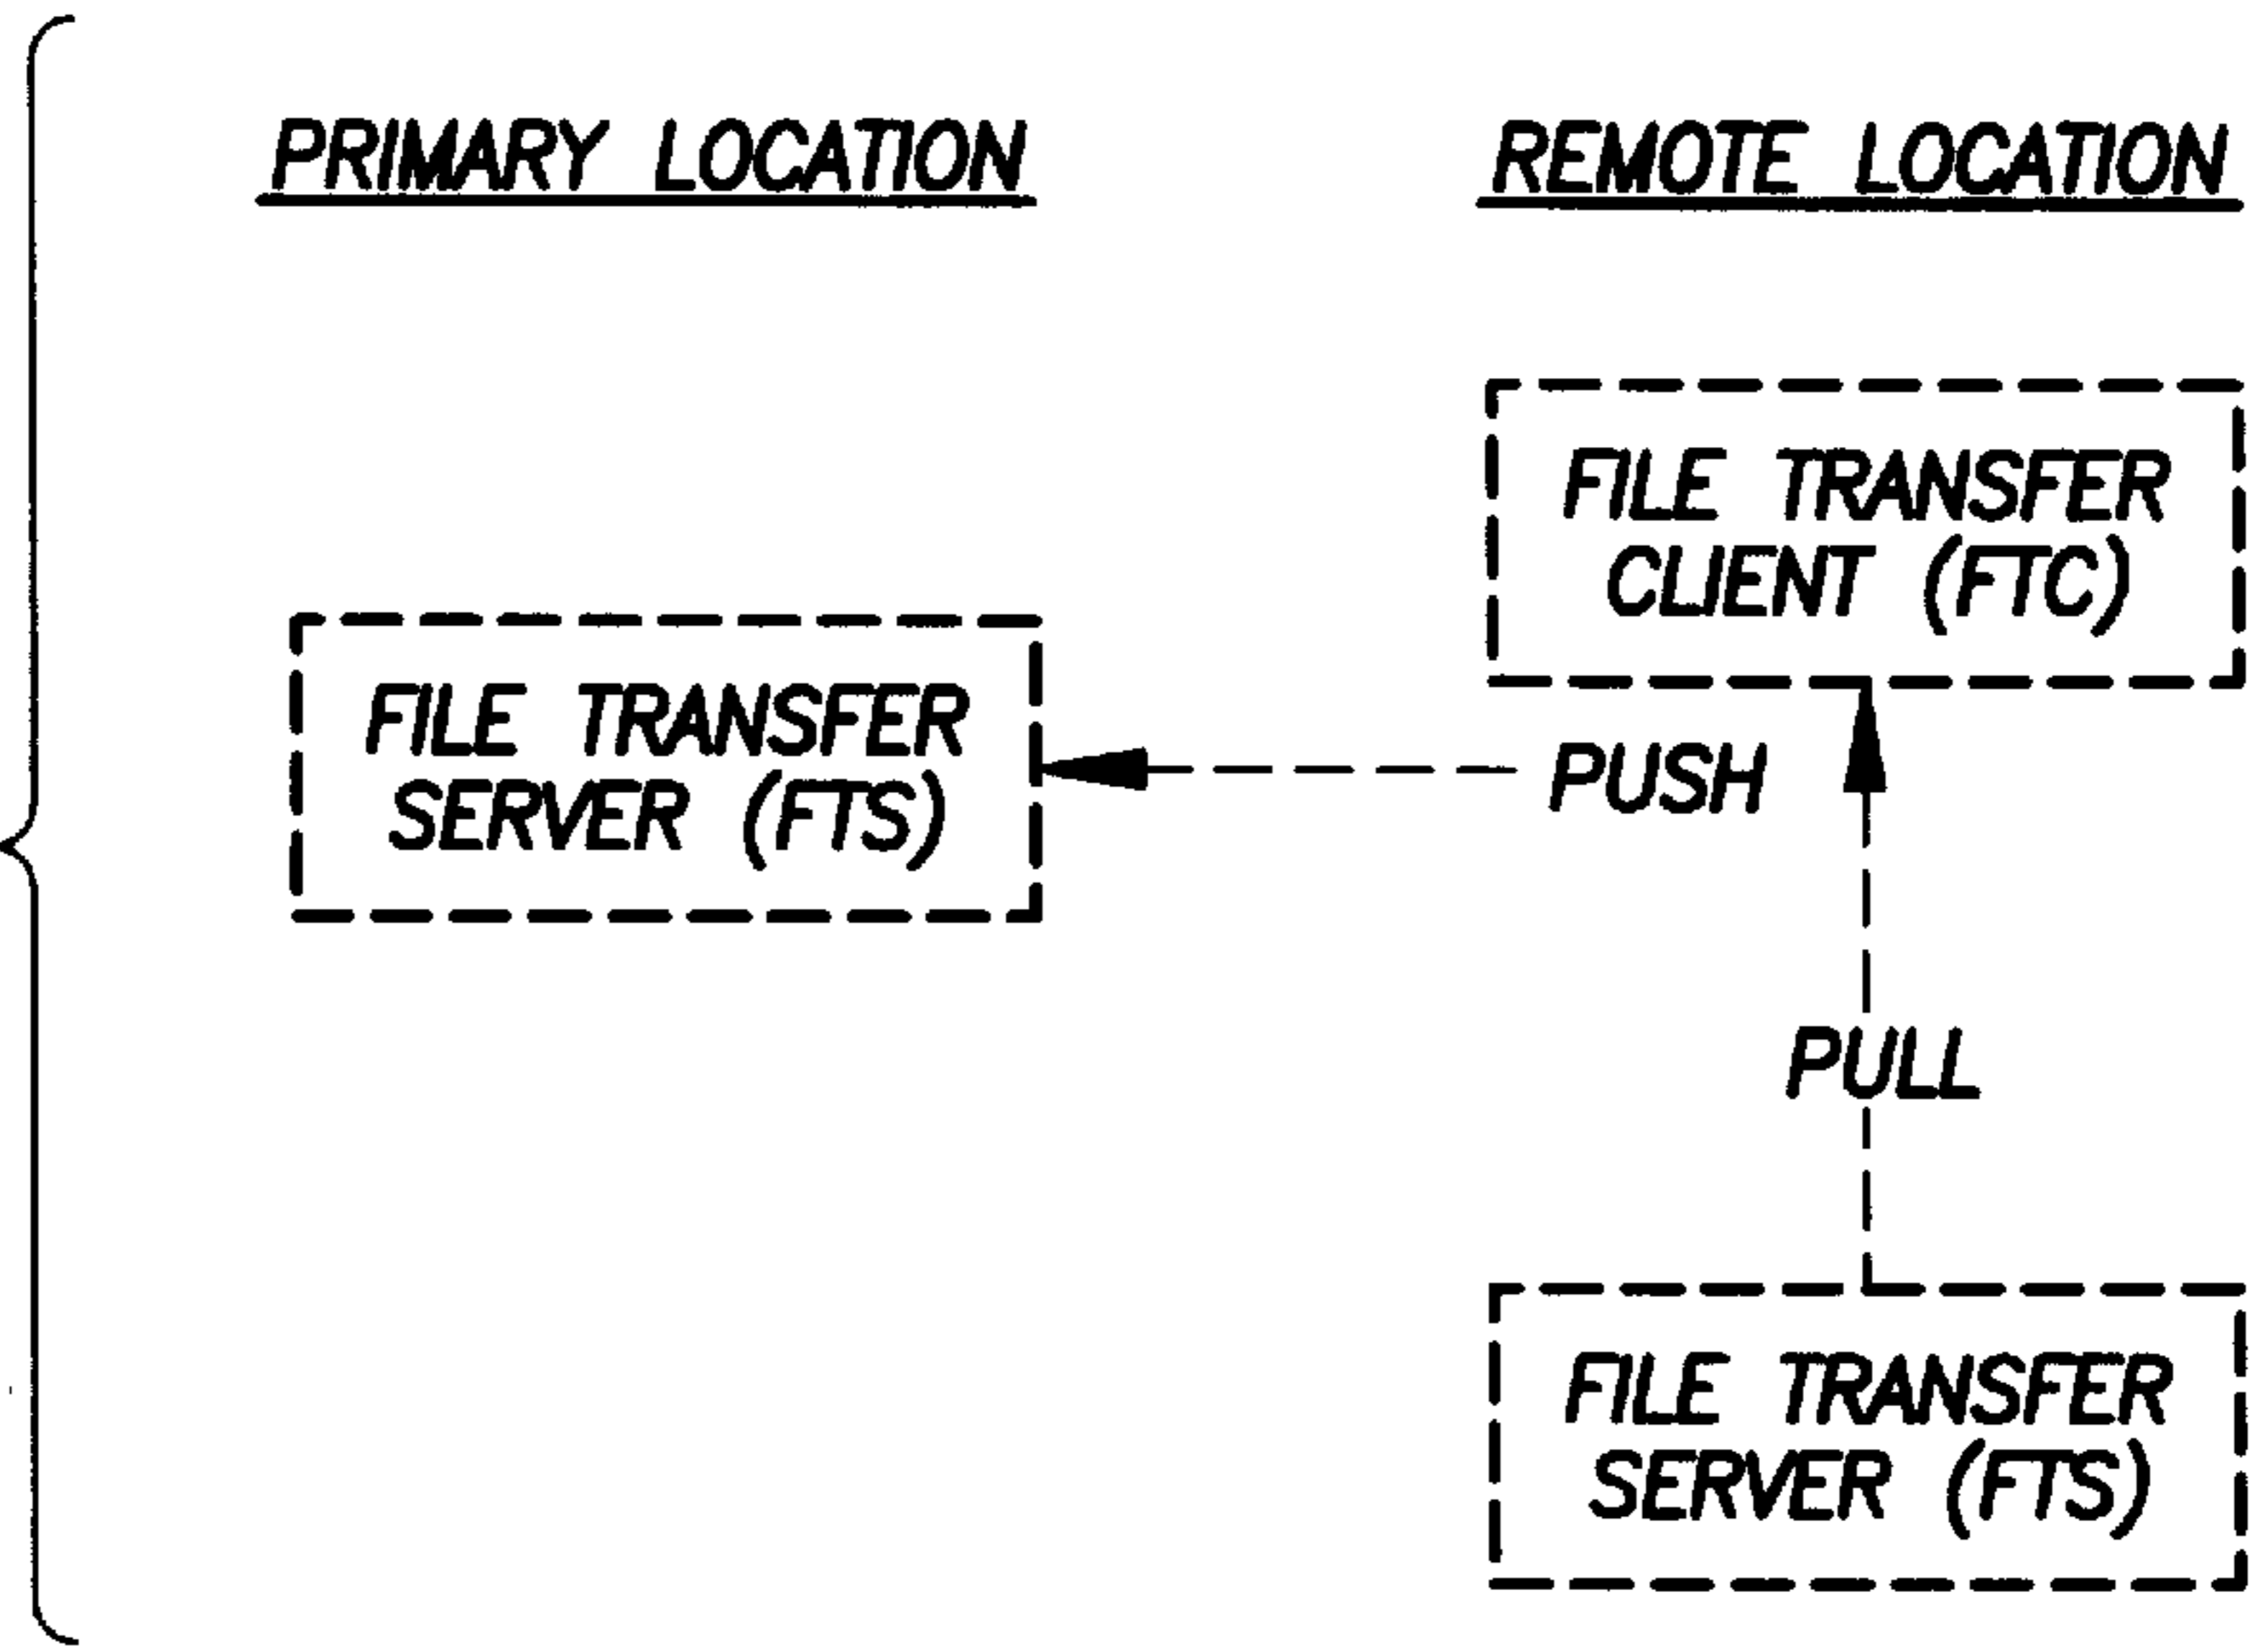 PRIMARY LOCATION
REMOTE LOCATION
FILE TRANSFER
CLIENT (FTC)
FILE TRANSFER
SERVER (FTS)
PUSH
PULL
FILE TRANSFER
SERVER (FTS)